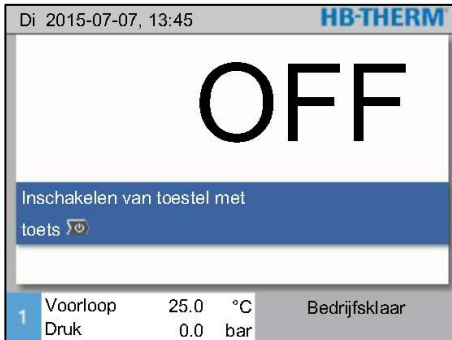 Di 2015-07-07, 13:45 HB-THERM
OFF
Inschakelen van toestel met
toets
1 Voorloop 25.0 °C Bedrijfsklaar
Druk 0.0 bar